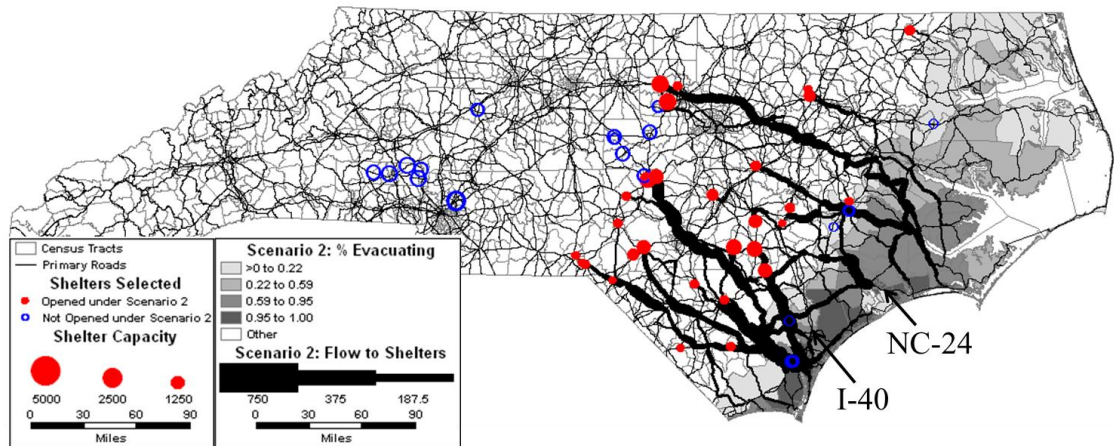 NC-24
I-40
Census Tracts
Primary Roads
Shelters Selected
Opened under Scenario 2
Not Opened under Scenario 2
Shelter Capacity
5000 2500 1250
0 30 60 90
Miles
Scenario 2: % Evacuating
>0 to 0.22
0.22 to 0.59
0.59 to 0.95
0.95 to 1.00
Other
Scenario 2: Flow to Shelters
750 375 187.5
0 30 60 90
Miles